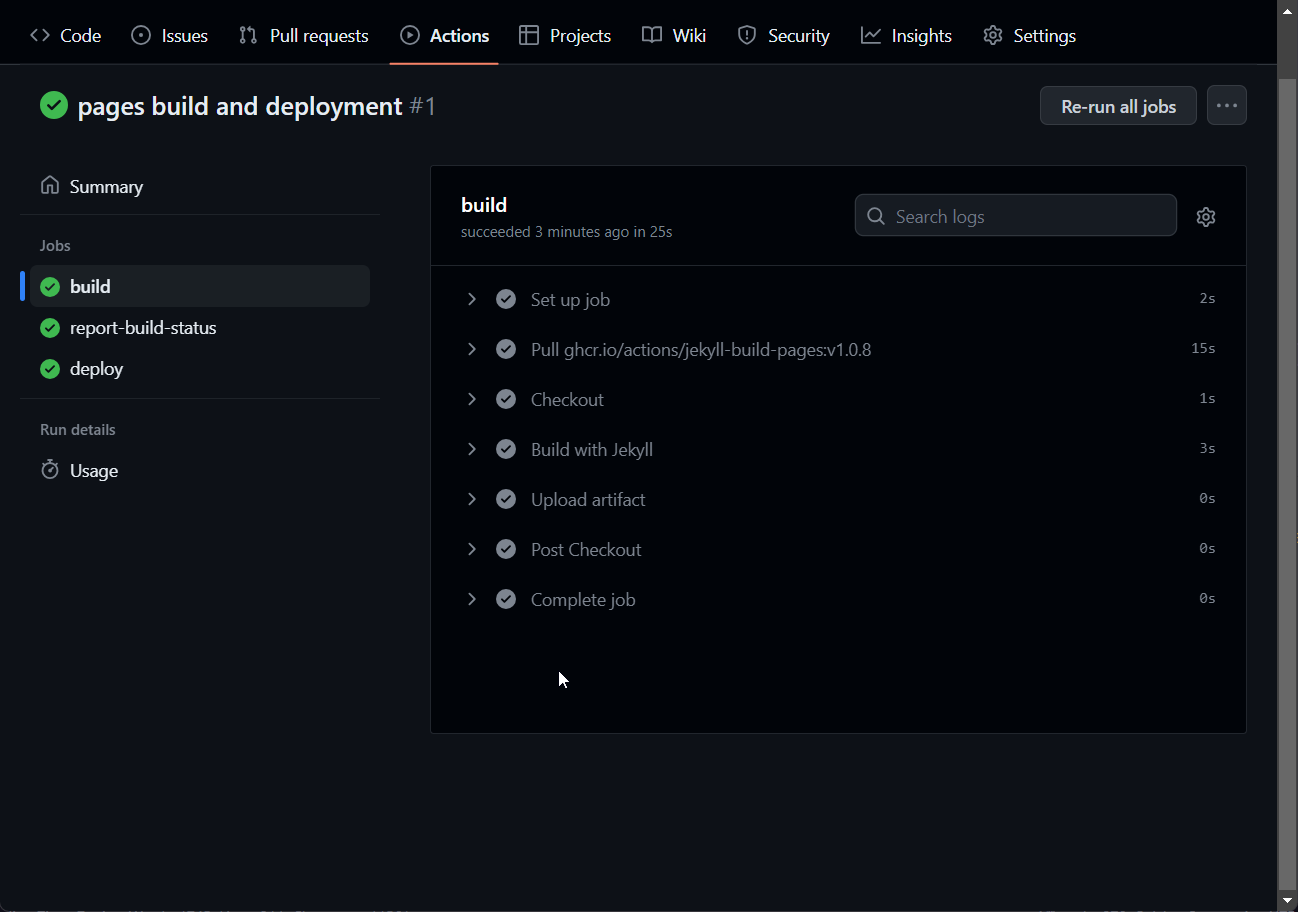 Code Issues Pull requests Actions Projects Wiki Security Insights Settings
pages build and deployment #1
Re-run all jobs
Summary
Jobs
build
report-build-status
deploy
Run details
Usage
build
succeeded 3 minutes ago in 25s
Search logs
Set up job 2s
Pull ghcr.io/actions/jekyll-build-pages:v1.0.8 15s
Checkout 1s
Build with Jekyll 3s
Upload artifact 0s
Post Checkout 0s
Complete job 0s